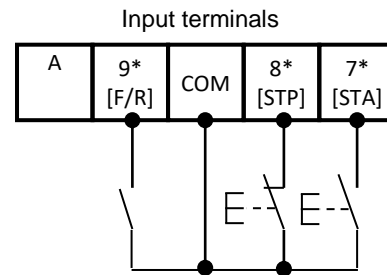 Input terminals
A
9*
[F/R]
COM
8*
[STP]
7*
[STA]